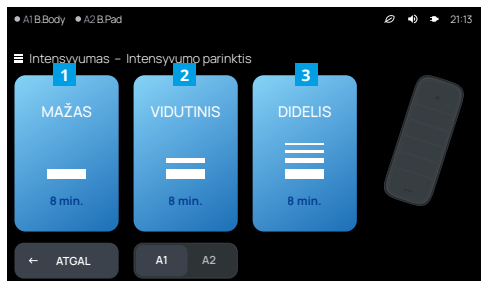 A1 B.Body A2 B.Pad 21:13
Intensyvumas – Intensyvumo parinktis
1 2 3
MAŽAS VIDUTINIS DIDELIS
8 min. 8 min. 8 min.
← ATGAL A1 A2